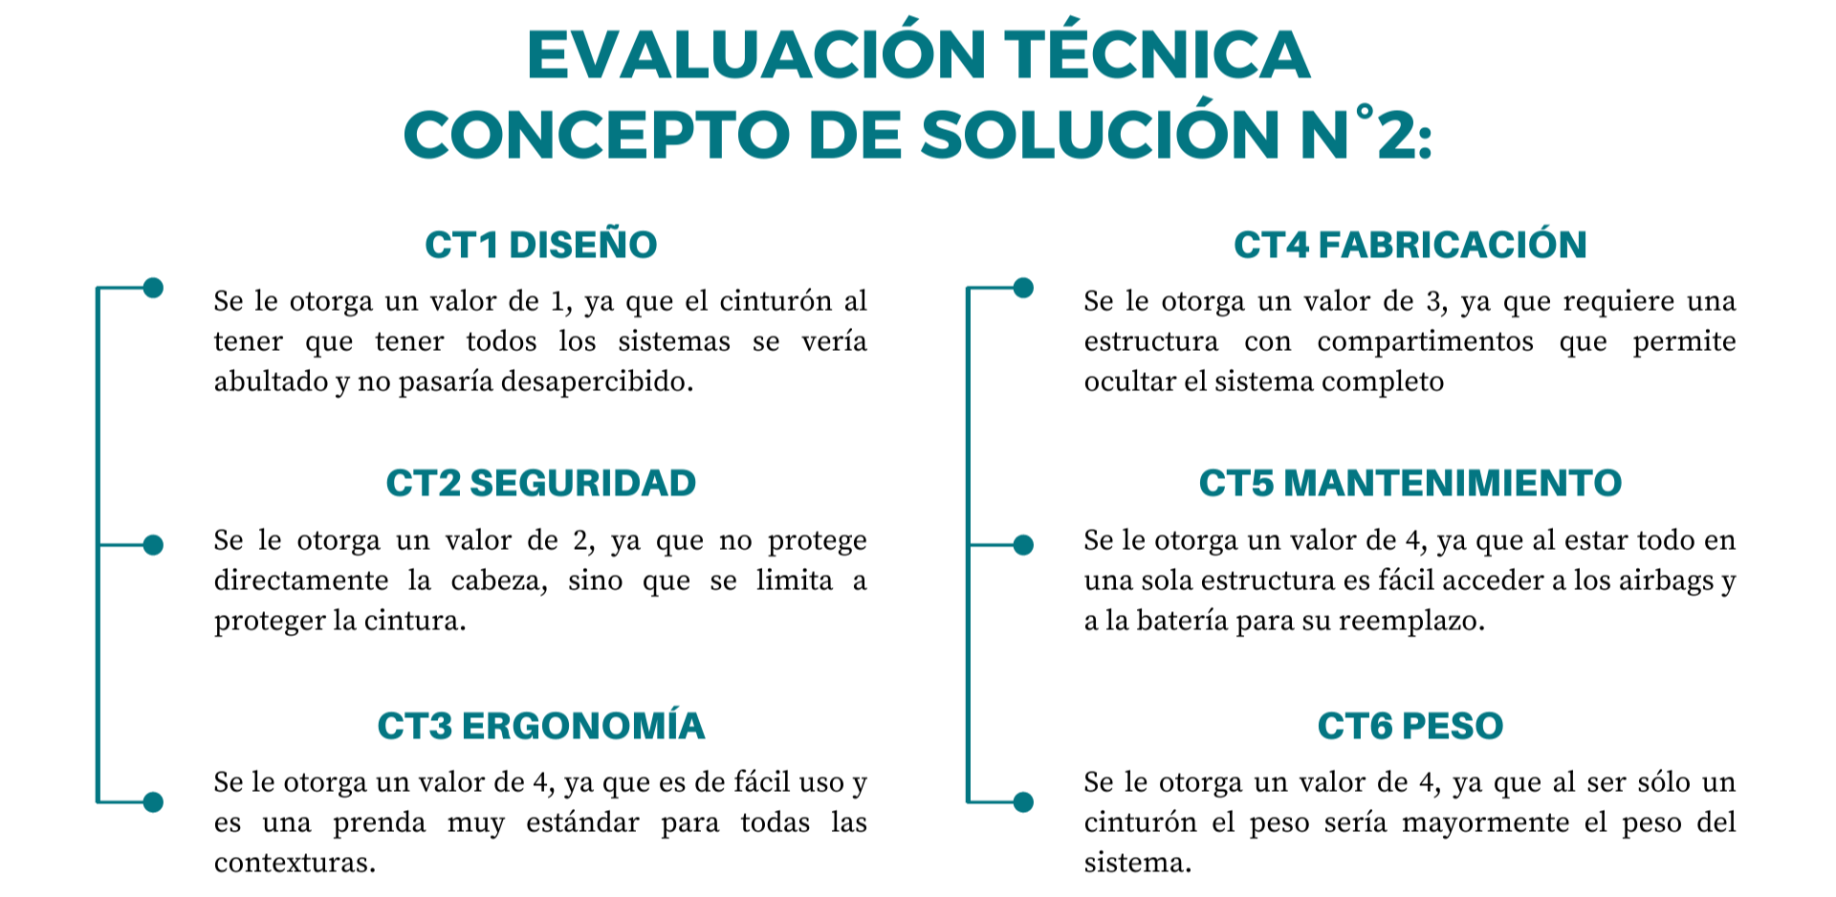 EVALUACIÓN TÉCNICA
CONCEPTO DE SOLUCIÓN N°2:
CT1 DISEÑO
Se le otorga un valor de 1, ya que el cinturón al
tener que tener todos los sistemas se vería
abultado y no pasaría desapercibido.
CT2 SEGURIDAD
Se le otorga un valor de 2, ya que no protege
directamente la cabeza, sino que se limita a
proteger la cintura.
CT3 ERGONOMÍA
Se le otorga un valor de 4, ya que es de fácil uso y
es una prenda muy estándar para todas las
contexturas.
CT4 FABRICACIÓN
Se le otorga un valor de 3, ya que requiere una
estructura con compartimentos que permite
ocultar el sistema completo
CT5 MANTENIMIENTO
Se le otorga un valor de 4, ya que al estar todo en
una sola estructura es fácil acceder a los airbags y
a la batería para su reemplazo.
CT6 PESO
Se le otorga un valor de 4, ya que al ser sólo un
cinturón el peso sería mayormente el peso del
sistema.